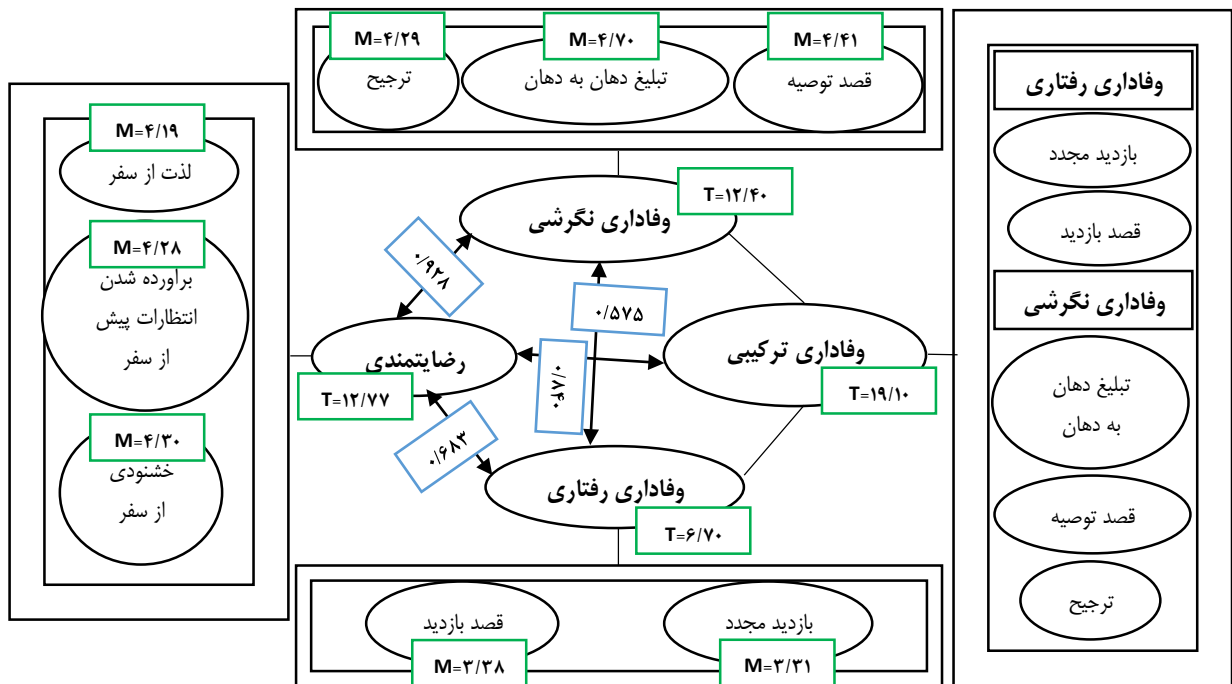 M=۴/۲۹
ترجیح
M=۴/۷۰
تبلیغ دهان به دهان
M=۴/۴۱
قصد توصیه
وفاداری رفتاری
بازدید مجدد
قصد بازدید
وفاداری نگرشی
تبلیغ دهان
به دهان
قصد توصیه
ترجیح
M=۴/۱۹
لذت از سفر
M=۴/۲۸
براورده شدن
انتظارات پیش
از سفر
M=۴/۳۰
خشنودی
از سفر
T=۱۲/۴۰
وفاداری نگرشی
۰/۹۲۸
۰/۵۷۵
وفاداری ترکیبی
T=۱۹/۱۰
رضایتمندی
T=۱۲/۷۷
۰/۸۴۰
۰/۶۸۳
وفاداری رفتاری
T=۶/۷۰
بازدید مجدد
M=۳/۳۱
قصد بازدید
M=۳/۳۸